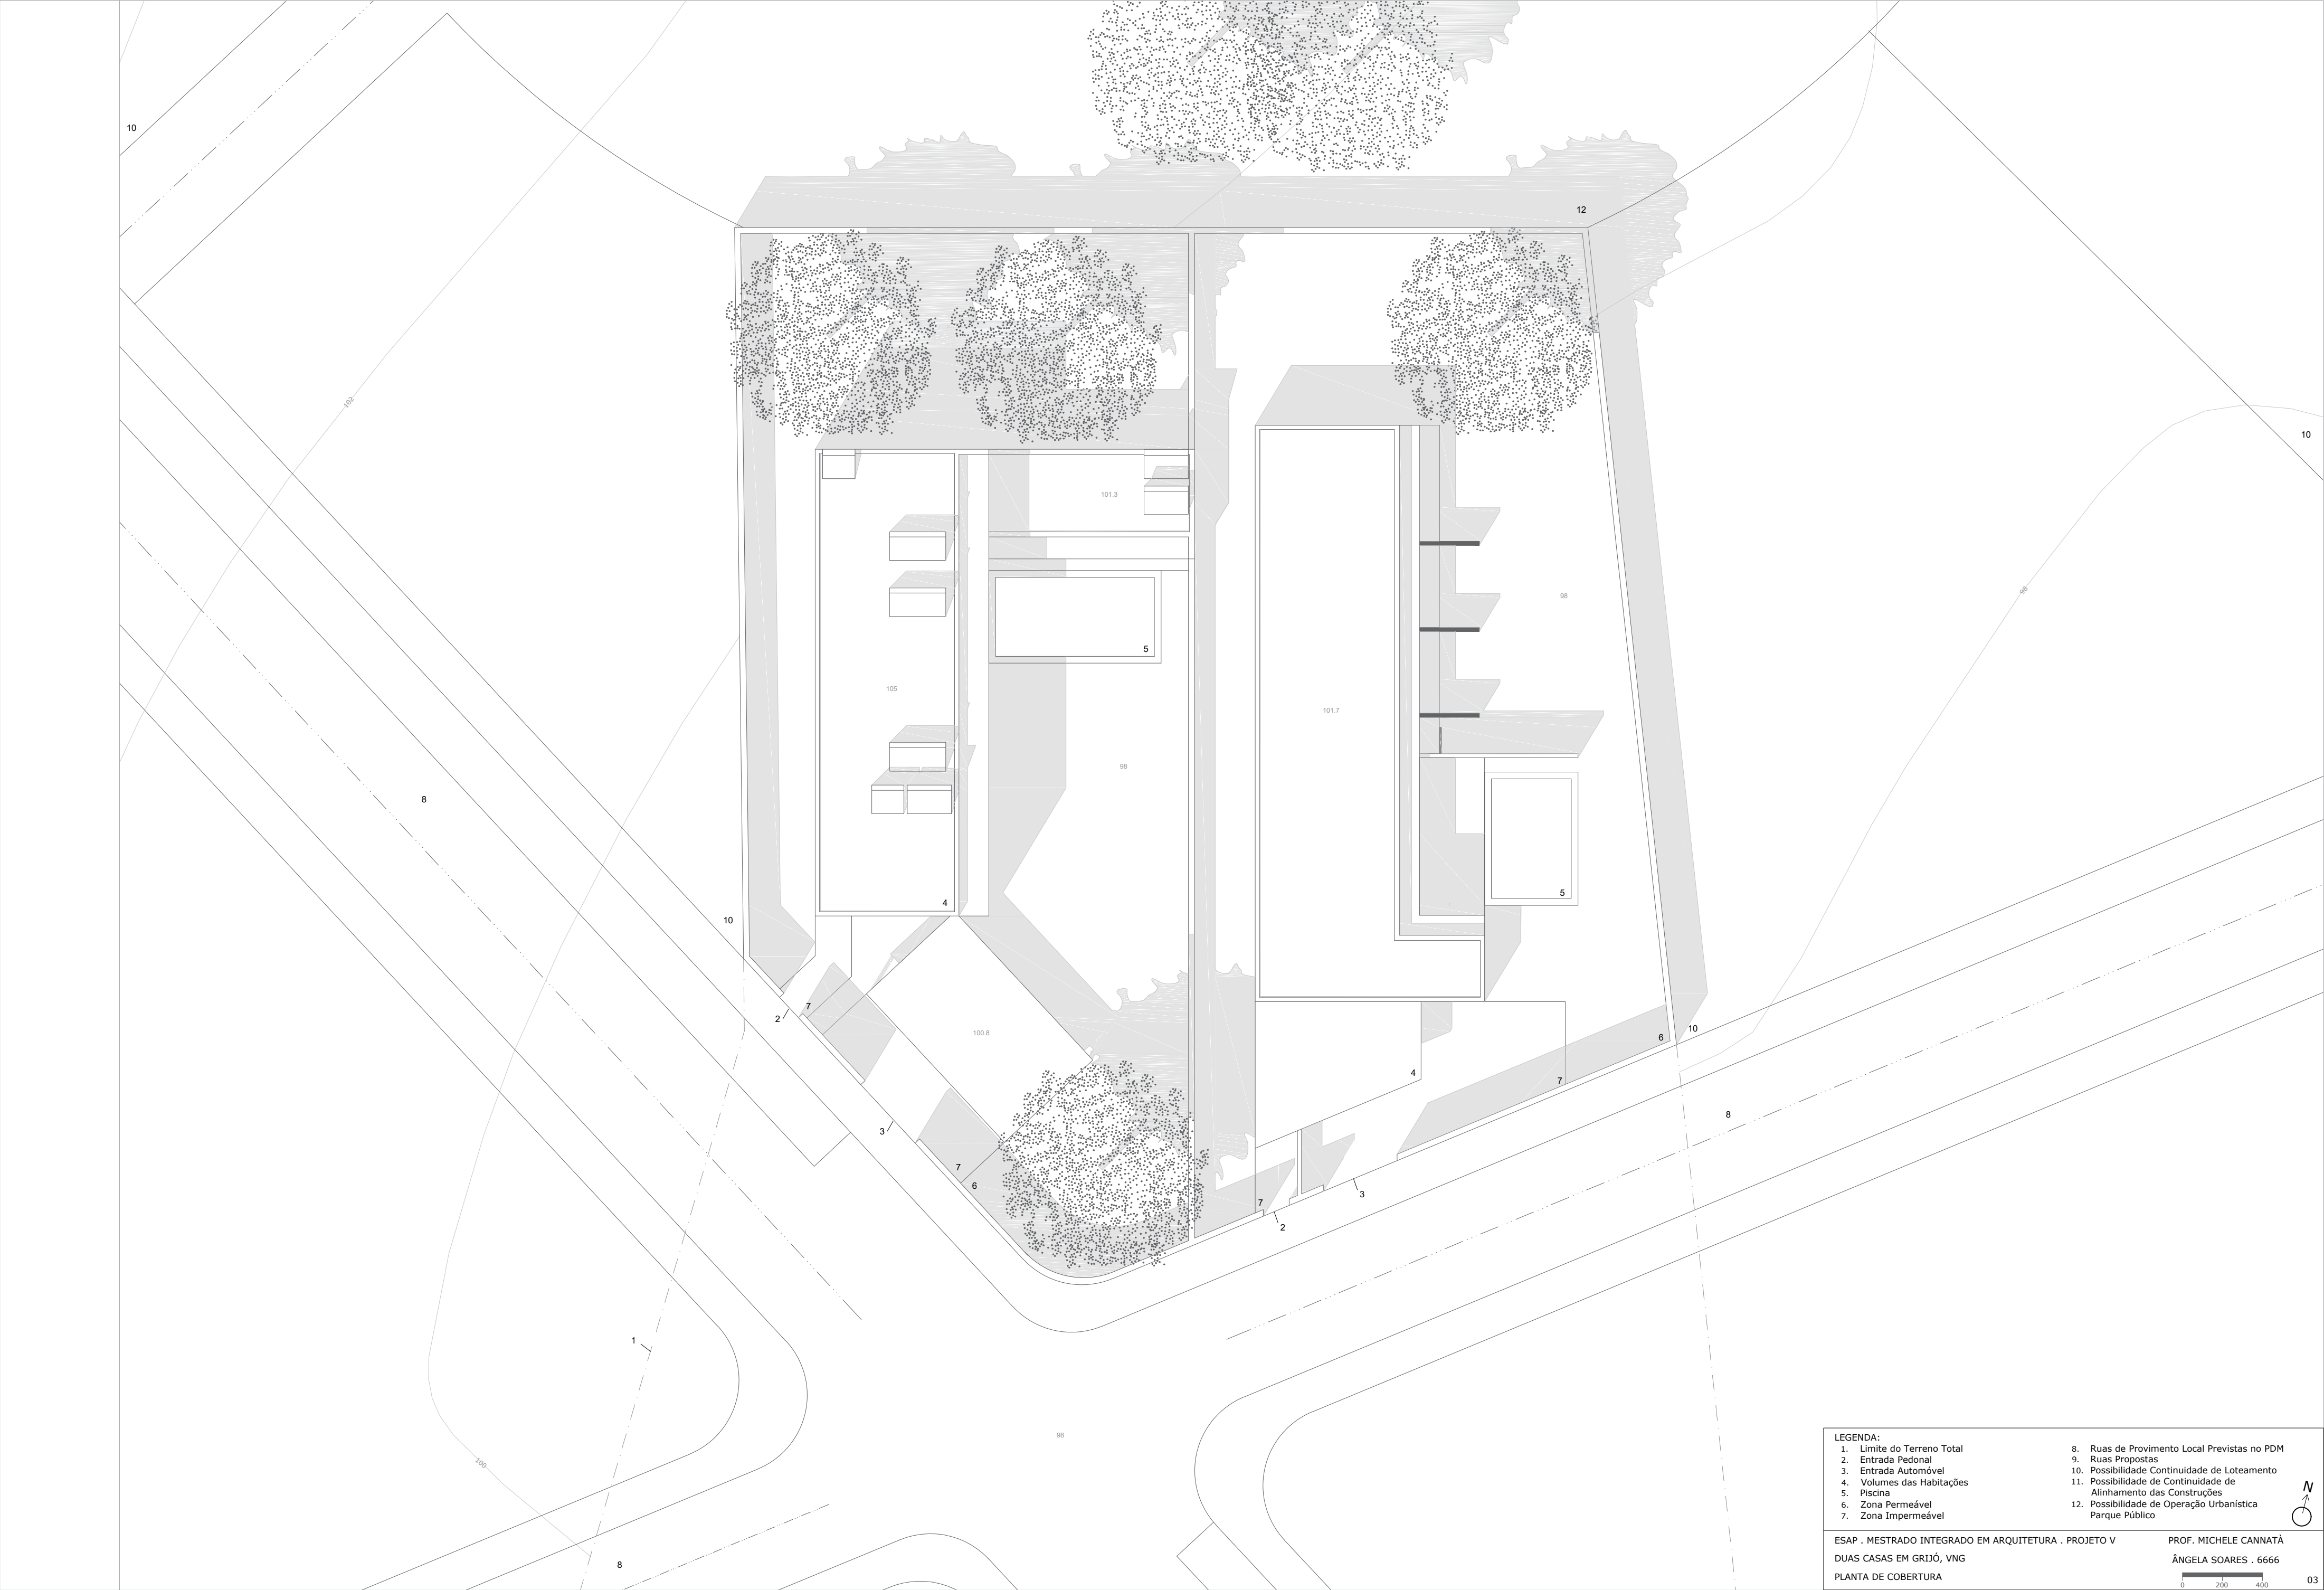 10
12
102
10
101.3
98
98
5
105
101.7
98
5
4
10
7
2
100.8
10
6
4
7
8
8
3
7
6
7
3
2
1
98
100
8
LEGENDA:
1. Limite do Terreno Total
2. Entrada Pedonal
3. Entrada Automóvel
4. Volumes das Habitações
5. Piscina
6. Zona Permeável
7. Zona Impermeável
8. Ruas de Provimento Local Previstas no PDM
9. Ruas Propostas
10. Possibilidade Continuidade de Loteamento
11. Possibilidade de Continuidade de
Alinhamento das Construções
12. Possibilidade de Operação Urbanística
Parque Público
N
ESAP . MESTRADO INTEGRADO EM ARQUITETURA . PROJETO V
PROF. MICHELE CANNATÀ
DUAS CASAS EM GRIJÓ, VNG
ÂNGELA SOARES . 6666
PLANTA DE COBERTURA
0 200 400
03